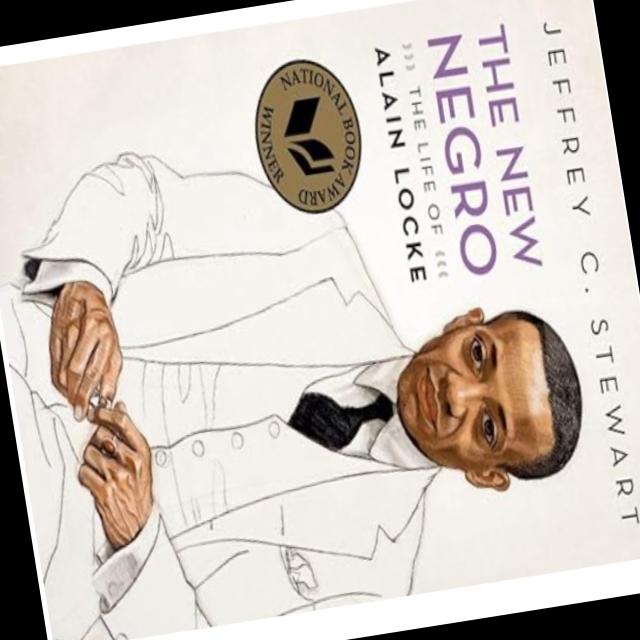 JEFFREY C. STEWART
THE NEW
NEGRO
THE LIFE OF
ALAIN LOCKE
NATIONAL BOOK AWARD
WINNER